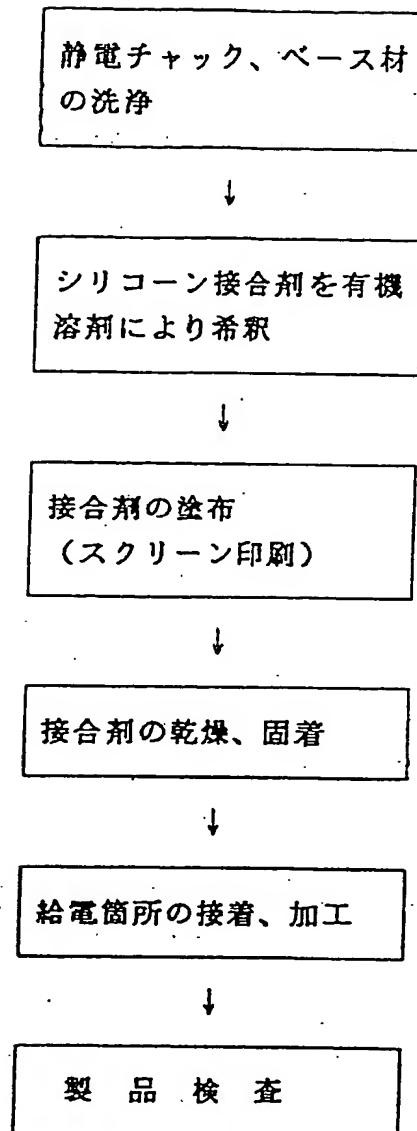 静電チャック、ベース材
の洗浄
↓
シリコーン接合剤を有機
溶剤により希釈
↓
接合剤の塗布
（スクリーン印刷）
↓
接合剤の乾燥、固着
↓
給電箇所の接着、加工
↓
製品検査